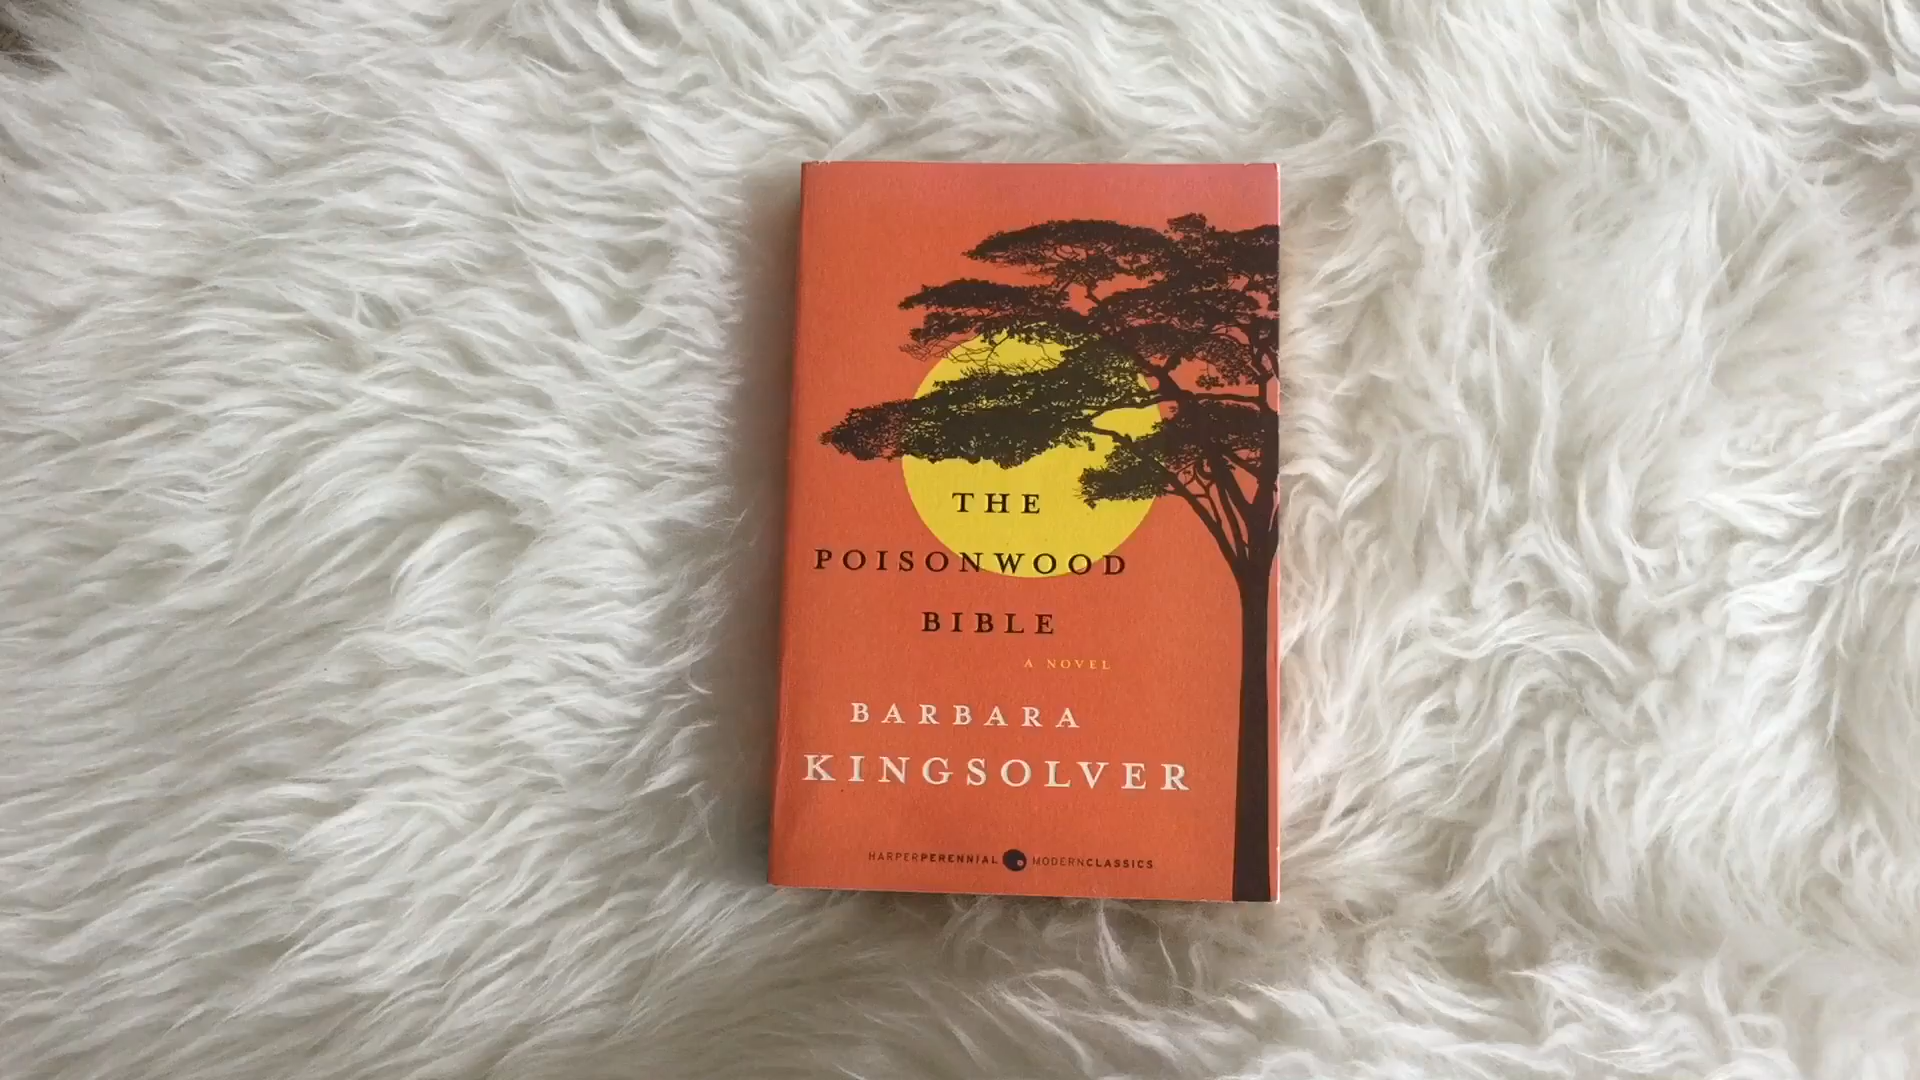 THE
POISONWOOD
BIBLE
A NOVEL
BARBARA
KINGSOLVER
HARPERPERENNIAL MODERNCLASSICS